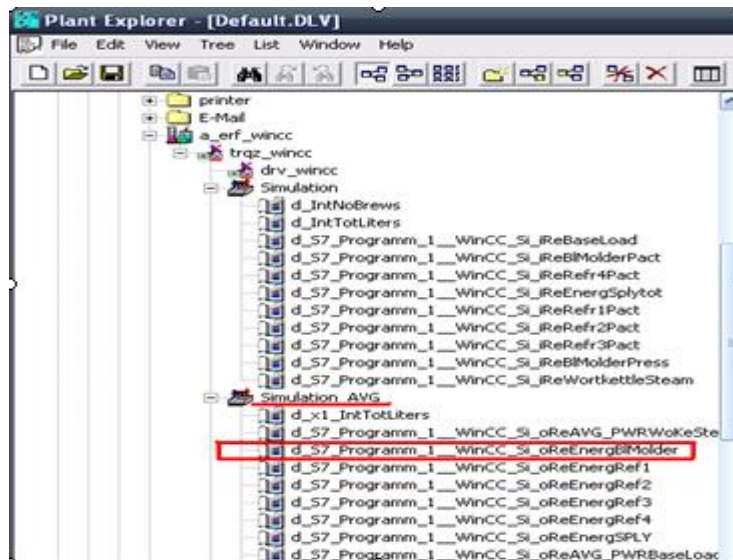 Plant Explorer - [Default.DLV]
File Edit View Tree List Window Help
printer
E-Mail
a_erf_wincc
trqz_wincc
drv_wincc
Simulation
d_IntNoBrews
d_IntTotLiters
d_S7_Programm_1__WinCC_Si_iReBaseLoad
d_S7_Programm_1__WinCC_Si_iReBlMolderPact
d_S7_Programm_1__WinCC_Si_iReRefr4Pact
d_S7_Programm_1__WinCC_Si_iReEnergSplytot
d_S7_Programm_1__WinCC_Si_iReRefr1Pact
d_S7_Programm_1__WinCC_Si_iReRefr2Pact
d_S7_Programm_1__WinCC_Si_iReRefr3Pact
d_S7_Programm_1__WinCC_Si_iReBlMolderPress
d_S7_Programm_1__WinCC_Si_iReWortkettleSteam
Simulation_AVG
d_x1_IntTotLiters
d_S7_Programm_1__WinCC_Si_oReAVG_PWRWoKeSte
d_S7_Programm_1__WinCC_Si_oReEnergBlMolder
d_S7_Programm_1__WinCC_Si_oReEnergRef1
d_S7_Programm_1__WinCC_Si_oReEnergRef2
d_S7_Programm_1__WinCC_Si_oReEnergRef3
d_S7_Programm_1__WinCC_Si_oReEnergRef4
d_S7_Programm_1__WinCC_Si_oReEnergSPLY
d_S7_Programm_1__WinCC_Si_oReAVG_PWRBaseLoac